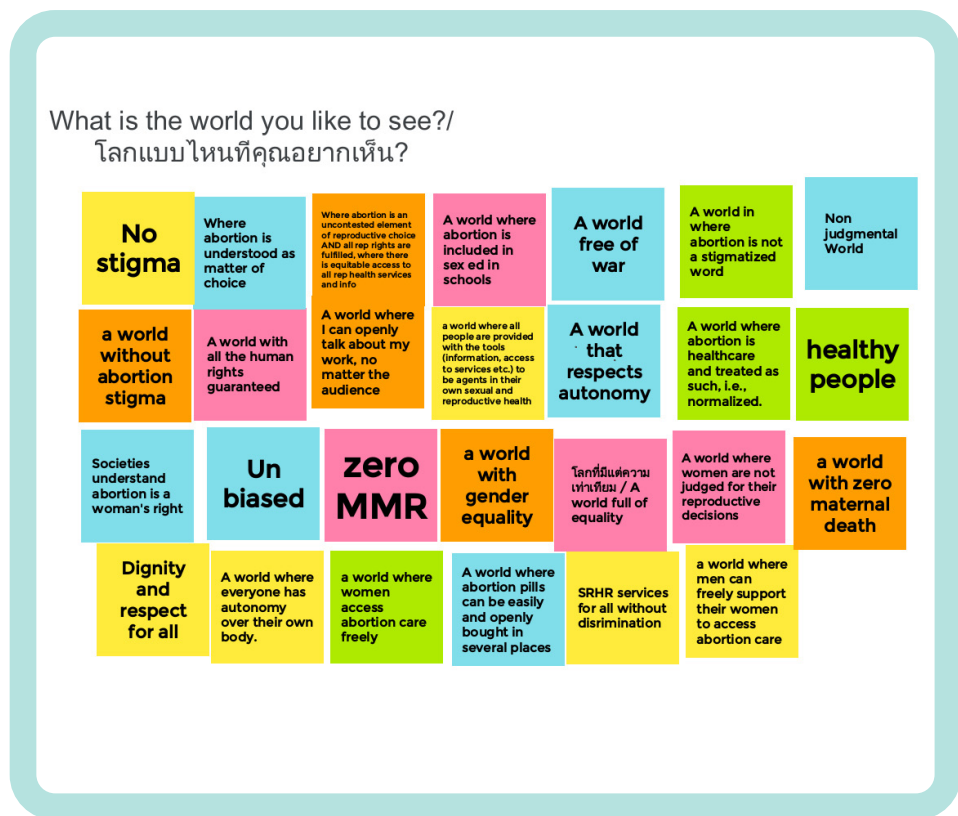 What is the world you like to see?/
โลกแบบไหนทีคุณอยากเห็น?
No
stigma
Where
abortion is
understood as
matter of
choice
Where abortion is an
uncontested element
of reproductive choice
AND all rep rights are
fulfilled, where there
is equitable access to
all rep health services
and info
A world where
abortion is
included in
sex ed in
schools
A world
free of
war
A world in
where
abortion is not
a stigmatized
word
Non
judgmental
World
a world
without
abortion
stigma
A world with
all the human
rights
guaranteed
A world where
I can openly
talk about my
work, no
matter the
audience
a world where all
people are provided
with the tools
(information, access
to services etc.) to
be agents in their
own sexual and
reproductive health
A world
that
respects
autonomy
A world where
abortion is
healthcare
and treated as
such, i.e.,
normalized.
healthy
people
Societies
understand
abortion is a
woman's right
Un
biased
zero
MMR
a world
with
gender
equality
โลกที่มีแต่ความ
เท่าเทียม / A
world full of
equality
A world where
women are not
judged for their
reproductive
decisions
a world
with zero
maternal
death
Dignity
and
respect
for all
A world where
everyone has
autonomy
over their own
body.
a world where
women
access
abortion care
freely
A world where
abortion pills
can be easily
and openly
bought in
several places
SRHR services
for all without
disrimination
a world where
men can
freely support
their women
to access
abortion care